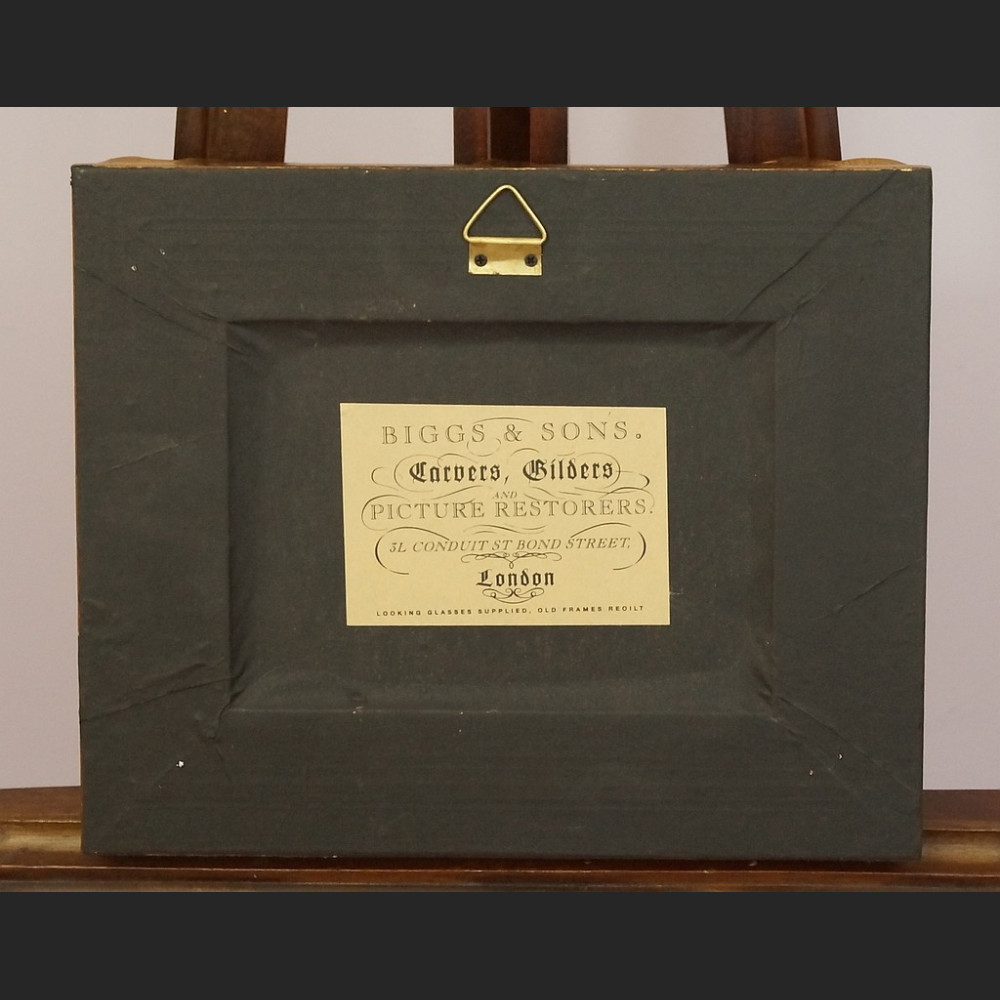 BIGGS & SONS.
Carvers, Gilders
AND
PICTURE RESTORERS.
3L CONDUIT ST BOND STREET,
London
LOOKING GLASSES SUPPLIED, OLD FRAMES REGILT